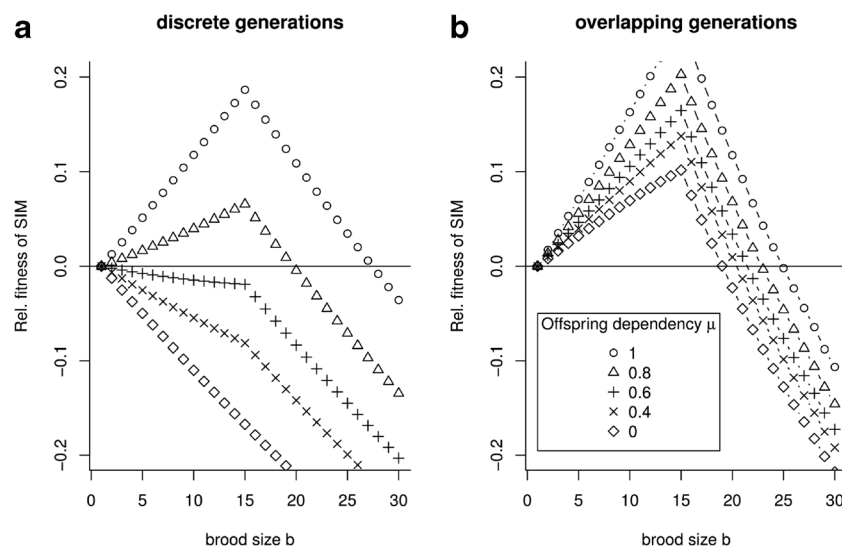 a
discrete generations
Rel. fitness of SIM
0.2
0.1
0.0
−0.1
−0.2
0 5 10 15 20 25 30
brood size b
b
overlapping generations
Rel. fitness of SIM
0.2
0.1
0.0
−0.1
−0.2
Offspring dependency μ
1
0.8
0.6
0.4
0
0 5 10 15 20 25 30
brood size b